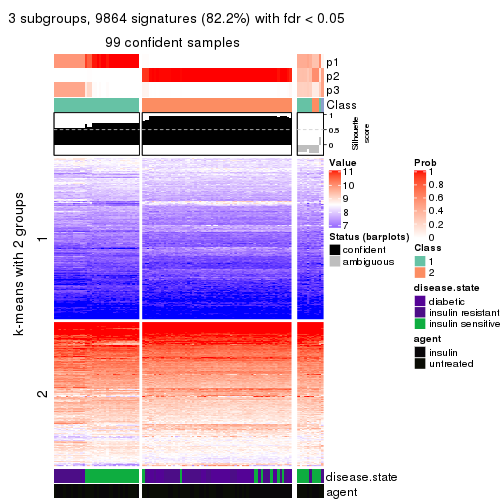 3 subgroups, 9864 signatures (82.2%) with fdr < 0.05
99 confident samples
p1
p2
p3
Class
1
0.5
0
Silhouette
score
k-means with 2 groups
1
2
Value
11
10
9
8
7
Status (barplots)
confident
ambiguous
Prob
1
0.8
0.6
0.4
0.2
0
Class
1
2
disease.state
diabetic
insulin resistant
insulin sensitive
agent
insulin
untreated
disease.state
agent